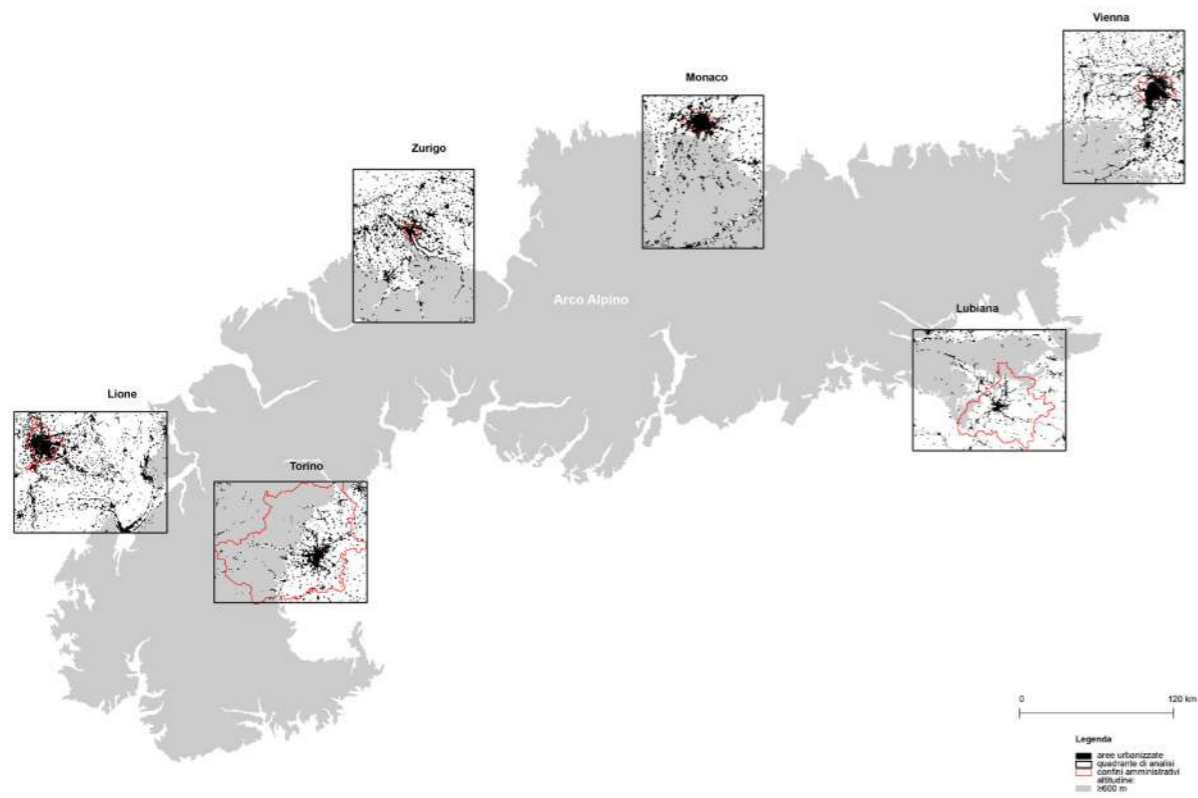 Vienna
Monaco
Zurigo
Arco Alpino
Lubiana
Lione
Torino
0 120 km
Legenda
aree urbanizzate
quadrante di analisi
confini amministrativi
altitudine:
≥600 m